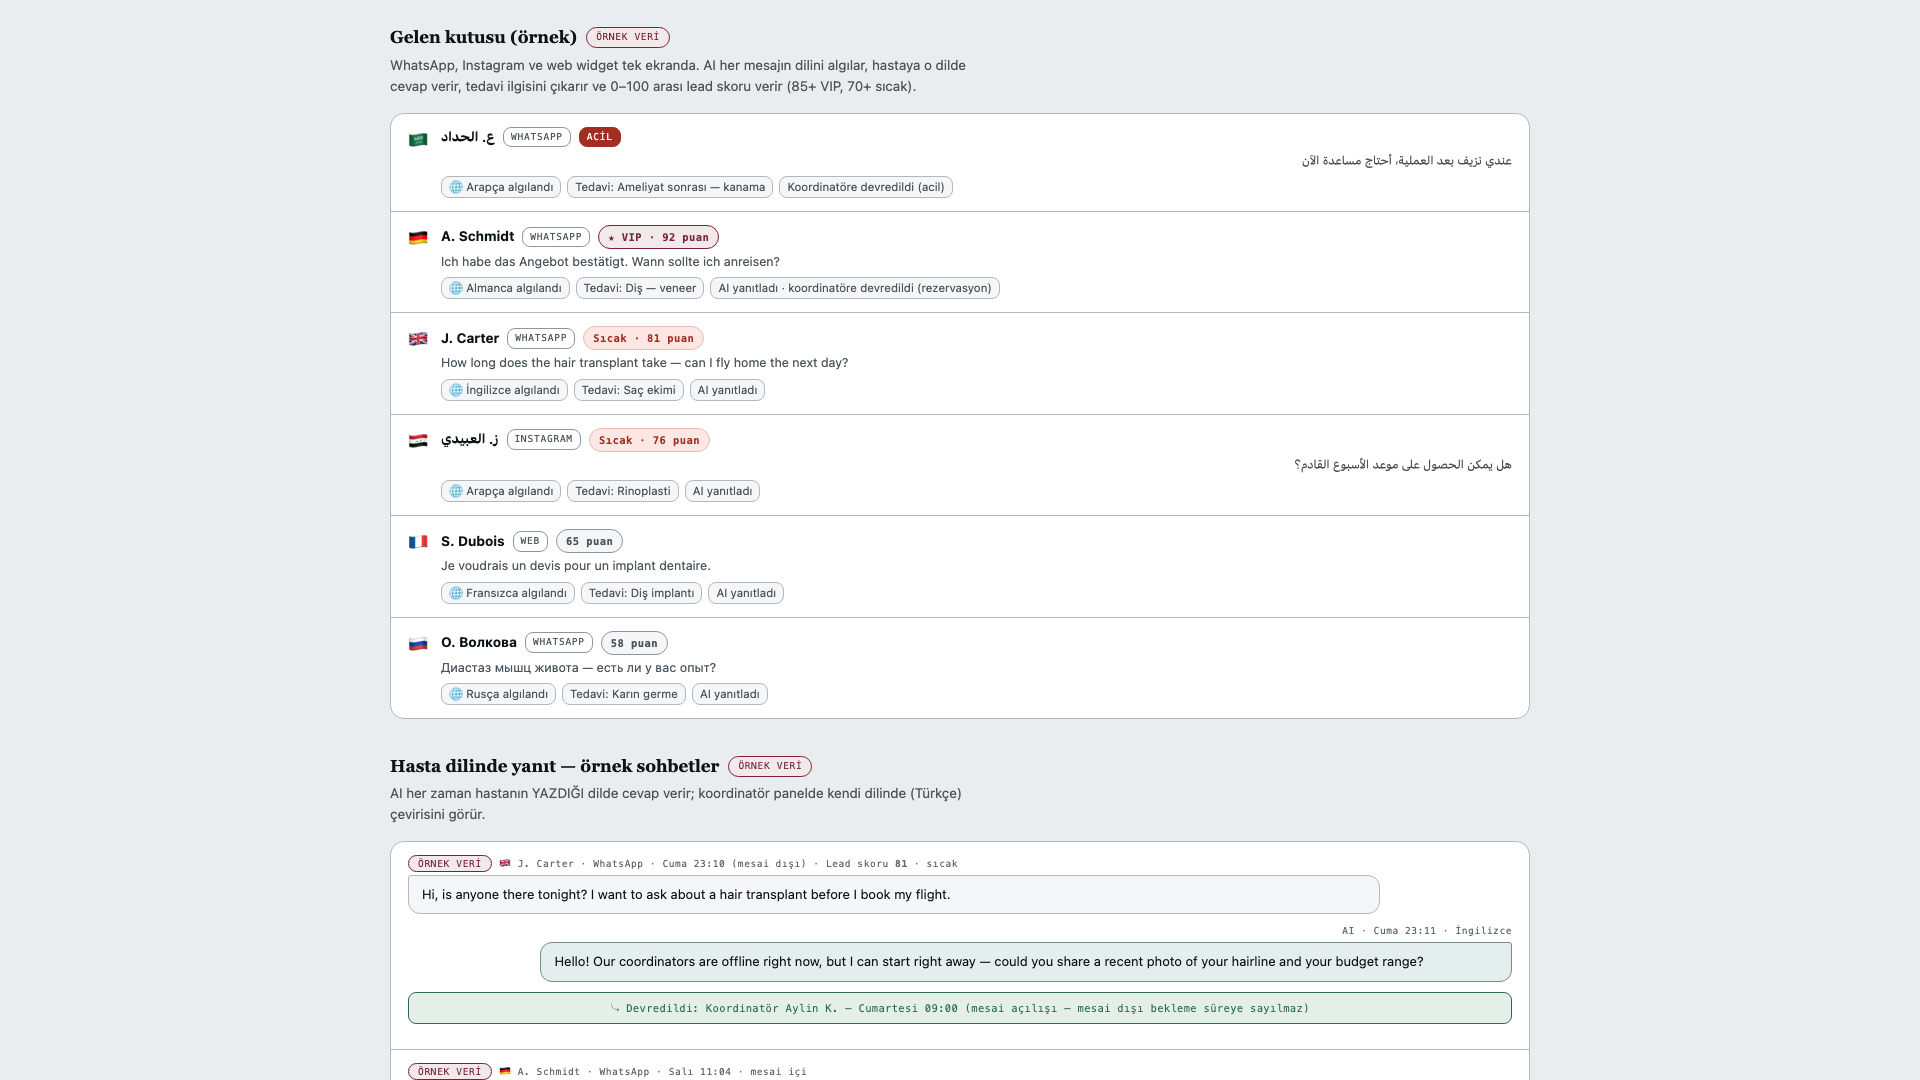 Gelen kutusu (örnek) ÖRNEK VERİ
WhatsApp, Instagram ve web widget tek ekranda. AI her mesajın dilini algılar, hastaya o dilde
cevap verir, tedavi ilgisini çıkarır ve 0–100 arası lead skoru verir (85+ VIP, 70+ sıcak).
ع. الحداد WHATSAPP ACİL
عندي نزيف بعد العملية، أحتاج مساعدة الآن
Arapça algılandı Tedavi: Ameliyat sonrası — kanama Koordinatöre devredildi (acil)
A. Schmidt WHATSAPP ★ VIP · 92 puan
Ich habe das Angebot bestätigt. Wann sollte ich anreisen?
Almanca algılandı Tedavi: Diş — veneer AI yanıtladı · koordinatöre devredildi (rezervasyon)
J. Carter WHATSAPP Sıcak · 81 puan
How long does the hair transplant take — can I fly home the next day?
İngilizce algılandı Tedavi: Saç ekimi AI yanıtladı
ز. العبيدي INSTAGRAM Sıcak · 76 puan
هل يمكن الحصول على موعد الأسبوع القادم؟
Arapça algılandı Tedavi: Rinoplasti AI yanıtladı
S. Dubois WEB 65 puan
Je voudrais un devis pour un implant dentaire.
Fransızca algılandı Tedavi: Diş implantı AI yanıtladı
О. Волкова WHATSAPP 58 puan
Диастаз мышц живота — есть ли у вас опыт?
Rusça algılandı Tedavi: Karın germe AI yanıtladı
Hasta dilinde yanıt — örnek sohbetler ÖRNEK VERİ
AI her zaman hastanın YAZDIĞI dilde cevap verir; koordinatör panelde kendi dilinde (Türkçe)
çevirisini görür.
ÖRNEK VERİ J. Carter · WhatsApp · Cuma 23:10 (mesai dışı) · Lead skoru 81 · sıcak
Hi, is anyone there tonight? I want to ask about a hair transplant before I book my flight.
AI · Cuma 23:11 · İngilizce
Hello! Our coordinators are offline right now, but I can start right away — could you share a recent photo of your hairline and your budget range?
Devredildi: Koordinatör Aylin K. — Cumartesi 09:00 (mesai açılışı — mesai dışı bekleme süreye sayılmaz)
ÖRNEK VERİ A. Schmidt · WhatsApp · Salı 11:04 · mesai içi